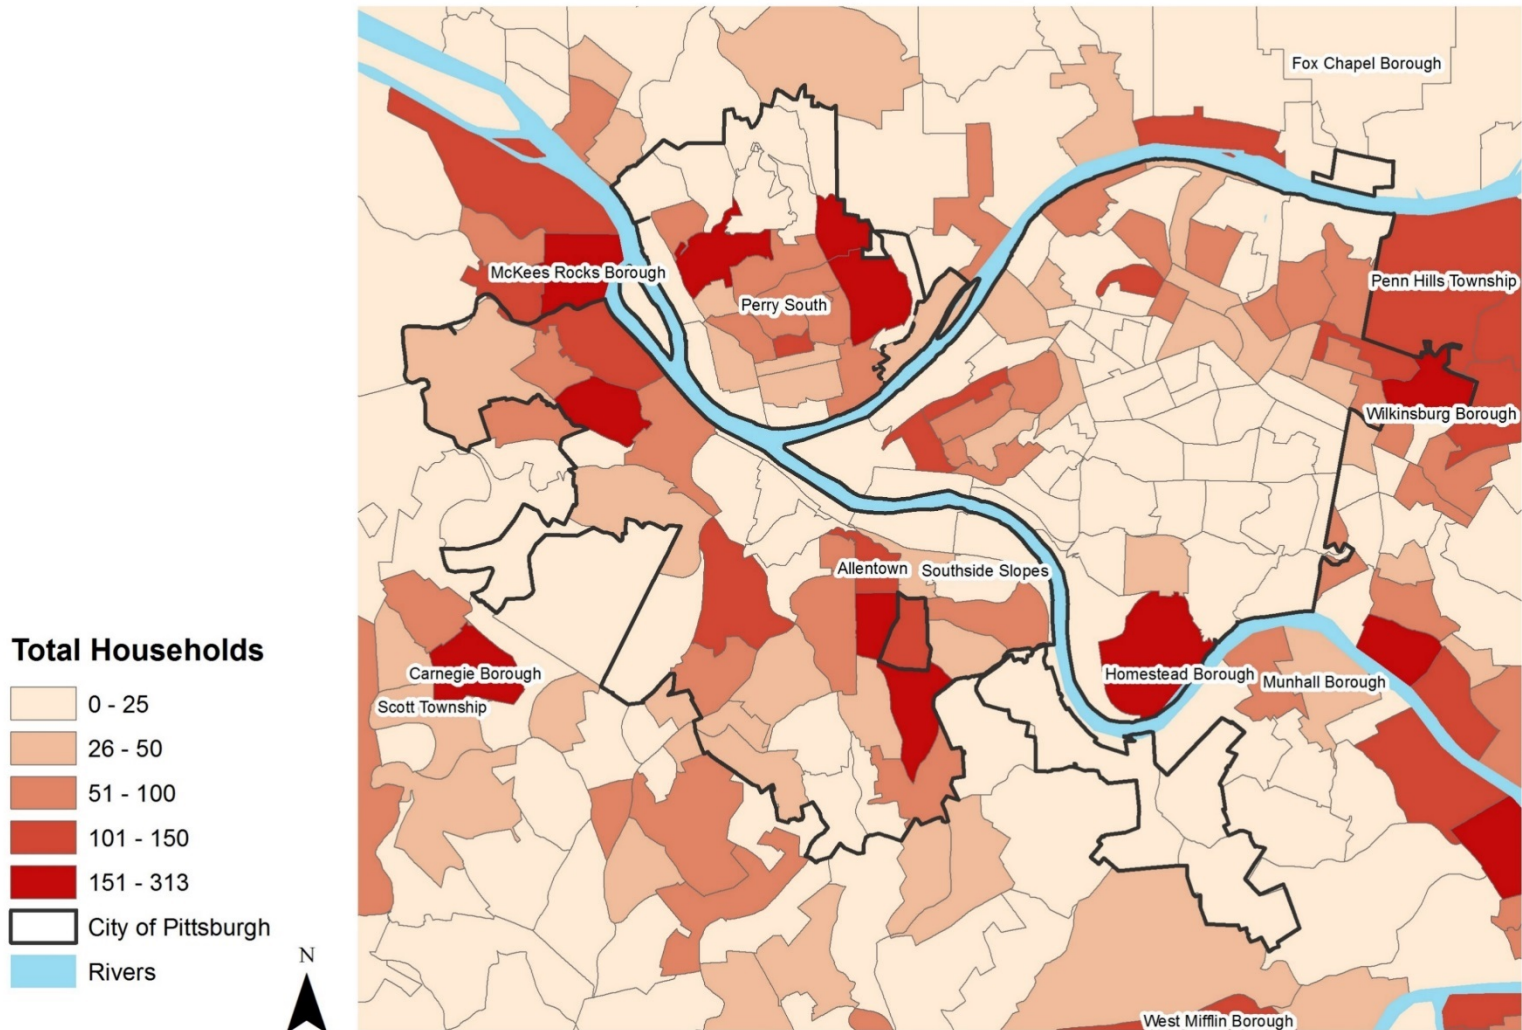 Fox Chapel Borough
McKees Rocks Borough
Penn Hills Township
Perry South
Wilkinsburg Borough
Allentown
Southside Slopes
Total Households
Carnegie Borough
Homestead Borough
Munhall Borough
0 - 25
Scott Township
26 - 50
51 - 100
101 - 150
151 - 313
City of Pittsburgh
N
Rivers
West Mifflin Borough